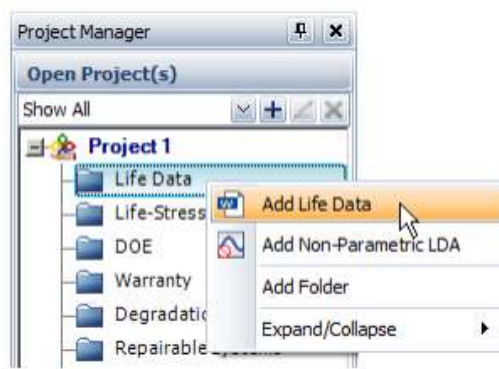 Project Manager
Open Project(s)
Show All
Project 1
Life Data
Add Life Data
Life-Stress
Add Non-Parametric LDA
DOE
Warranty
Add Folder
Expand/Collapse
Repairable